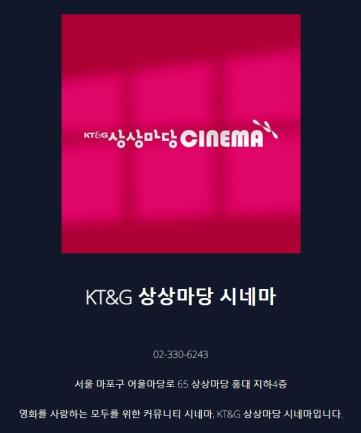 KT&G상상마당 CINEMA
KT&G 상상마당 시네마
02-330-6243
서울 마포구 어울마당로 65 상상마당 홍대 지하4층
영화를 사랑하는 모두를 위한 커뮤니티 시네마, KT&G 상상마당 시네마입니다.